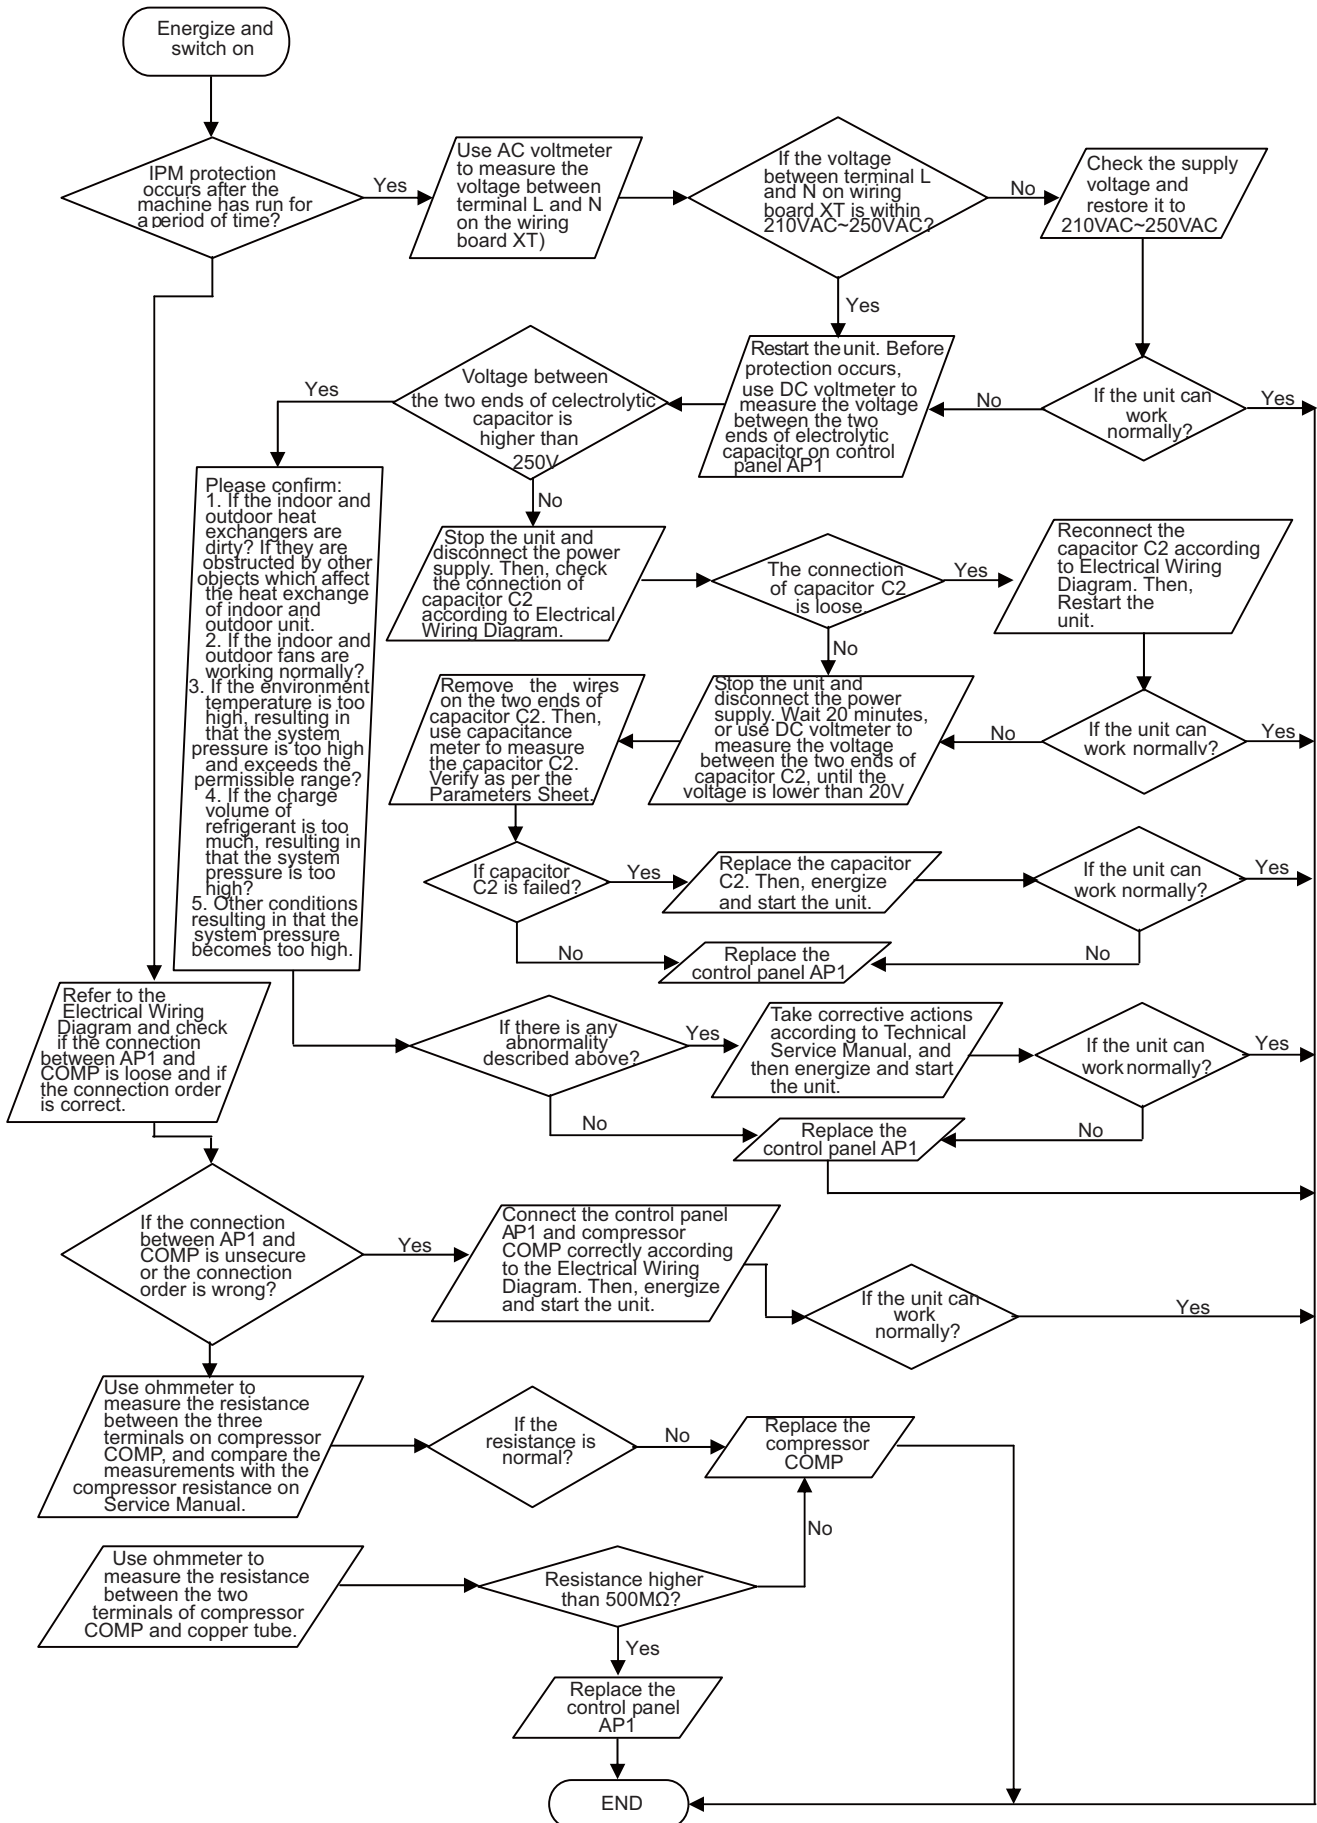 Energize and
switch on
IPM protection
occurs after the
machine has run for
a period of time?
Yes
Use AC voltmeter
to measure the
voltage between
terminal L and N
on the wiring
board XT)
If the voltage
between terminal L
and N on wiring
board XT is within
210VAC~250VAC?
No
Check the supply
voltage and
restore it to
210VAC~250VAC
Yes
Restart the unit. Before
protection occurs,
use DC voltmeter to
measure the voltage
between the two
ends of electrolytic
capacitor on control
panel AP1
No
If the unit can
work
normally?
Yes
Voltage between
the two ends of celectrolytic
capacitor is
higher than
250V
Yes
No
Please confirm:
1. If the indoor and
outdoor heat
exchangers are
dirty? If they are
obstructed by other
objects which affect
the heat exchange
of indoor and
outdoor unit.
2. If the indoor and
outdoor fans are
working normally?
3. If the environment
temperature is too
high, resulting in
that the system
pressure is too high
and exceeds the
permissible range?
4. If the charge
volume of
refrigerant is too
much, resulting in
that the system
pressure is too
high?
5. Other conditions
resulting in that the
system pressure
becomes too high.
Stop the unit and
disconnect the power
supply. Then, check
the connection of
capacitor C2
according to Electrical
Wiring Diagram.
The connection
of capacitor C2
is loose.
Yes
Reconnect the
capacitor C2 according
to Electrical Wiring
Diagram. Then,
Restart the
unit.
No
Remove the wires
on the two ends of
capacitor C2. Then,
use capacitance
meter to measure
the capacitor C2.
Verify as per the
Parameters Sheet.
Stop the unit and
disconnect the power
supply. Wait 20 minutes,
or use DC voltmeter to
measure the voltage
between the two ends of
capacitor C2, until the
voltage is lower than 20V
No
If the unit can
work normally?
Yes
If capacitor
C2 is failed?
Yes
Replace the capacitor
C2. Then, energize
and start the unit.
If the unit can
work normally?
Yes
No
Replace the
control panel AP1
No
Refer to the
Electrical Wiring
Diagram and check
if the connection
between AP1 and
COMP is loose and if
the connection order
is correct.
If there is any
abnormality
described above?
Yes
Take corrective actions
according to Technical
Service Manual, and
then energize and start
the unit.
If the unit can
work normally?
Yes
No
Replace the
control panel AP1
No
If the connection
between AP1 and
COMP is unsecure
or the connection
order is wrong?
Yes
Connect the control panel
AP1 and compressor
COMP correctly according
to the Electrical Wiring
Diagram. Then, energize
and start the unit.
If the unit can
work
normally?
Yes
Use ohmmeter to
measure the resistance
between the three
terminals on compressor
COMP, and compare the
measurements with the
compressor resistance on
Service Manual.
If the
resistance is
normal?
No
Replace the
compressor
COMP
No
Use ohmmeter to
measure the resistance
between the two
terminals of compressor
COMP and copper tube.
Resistance higher
than 500MΩ?
Yes
Replace the
control panel
AP1
END